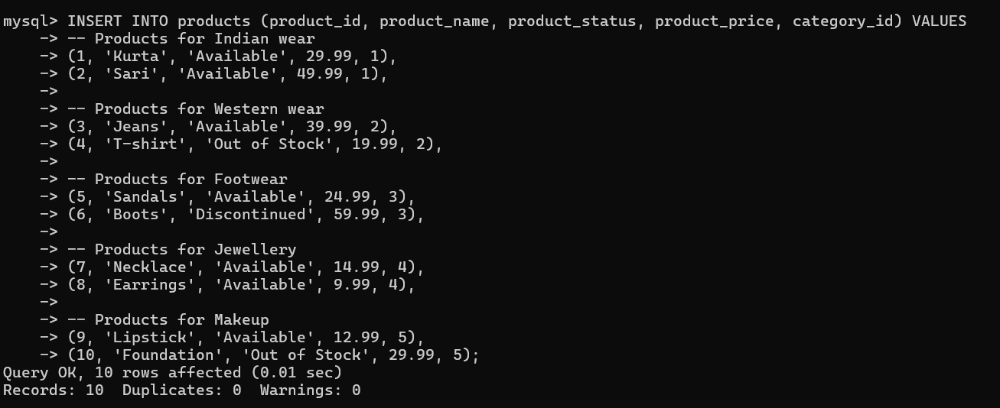 mysql> INSERT INTO products (product_id, product_name, product_status, product_price, category_id) VALUES
    -> -- Products for Indian wear
    -> (1, 'Kurta', 'Available', 29.99, 1),
    -> (2, 'Sari', 'Available', 49.99, 1),
    ->
    -> -- Products for Western wear
    -> (3, 'Jeans', 'Available', 39.99, 2),
    -> (4, 'T-shirt', 'Out of Stock', 19.99, 2),
    ->
    -> -- Products for Footwear
    -> (5, 'Sandals', 'Available', 24.99, 3),
    -> (6, 'Boots', 'Discontinued', 59.99, 3),
    ->
    -> -- Products for Jewellery
    -> (7, 'Necklace', 'Available', 14.99, 4),
    -> (8, 'Earrings', 'Available', 9.99, 4),
    ->
    -> -- Products for Makeup
    -> (9, 'Lipstick', 'Available', 12.99, 5),
    -> (10, 'Foundation', 'Out of Stock', 29.99, 5);
Query OK, 10 rows affected (0.01 sec)
Records: 10  Duplicates: 0  Warnings: 0